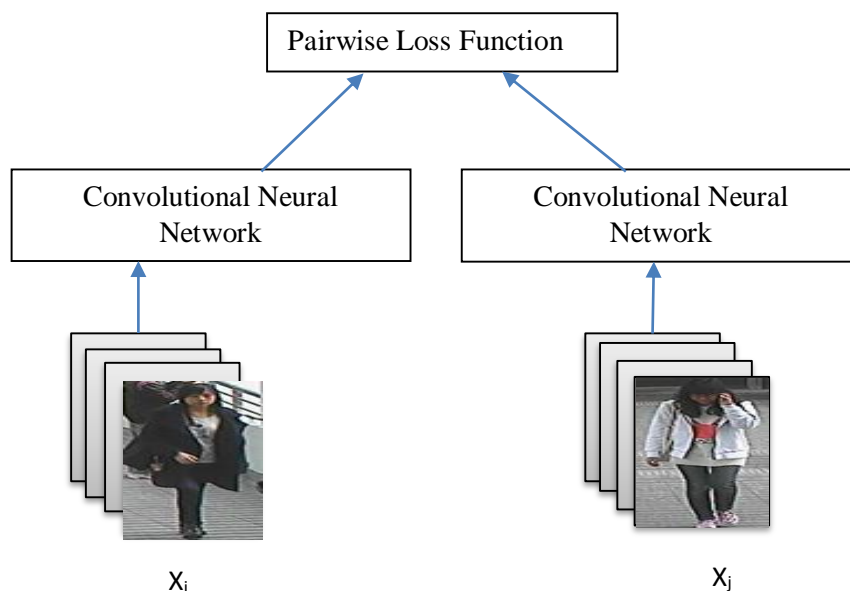 Pairwise Loss Function
Convolutional Neural
Network
Convolutional Neural
Network
Xi
Xj